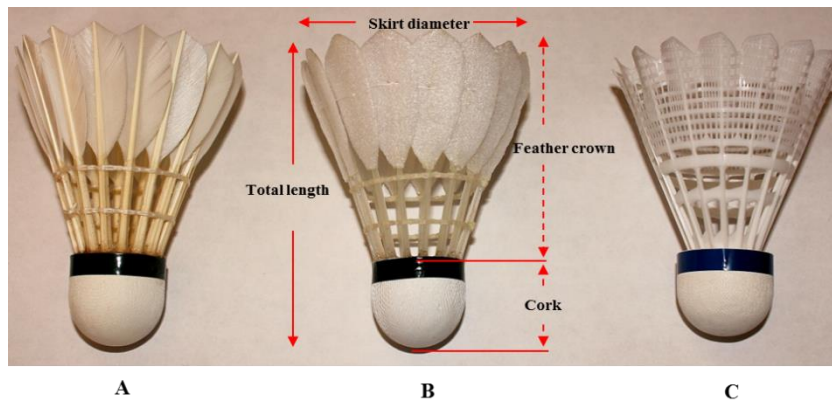 Skirt diameter
Feather crown
Total length
Cork
A
B
C